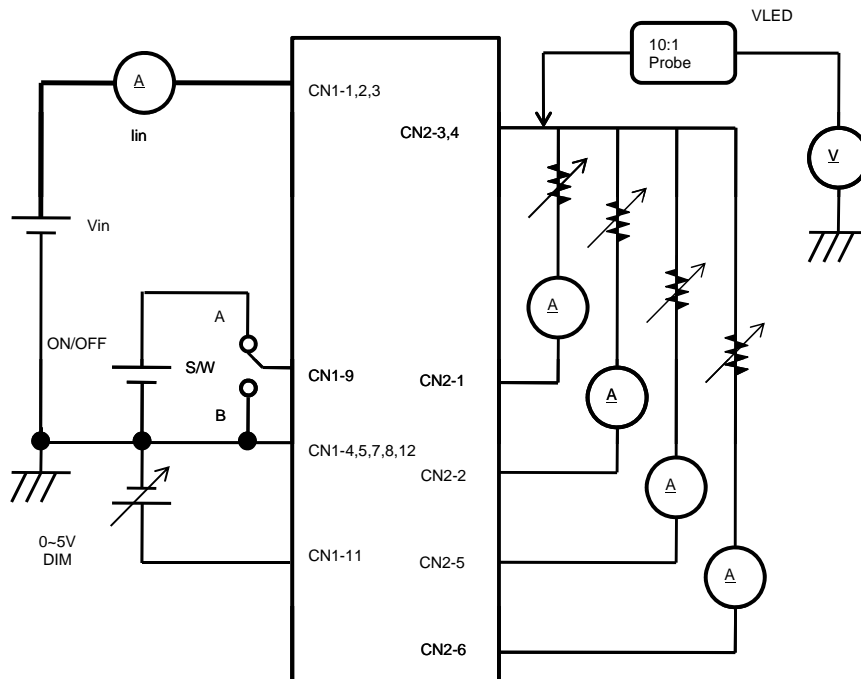 VLED
10:1
Probe
A
Iin
CN1-1,2,3
CN2-3,4
V
Vin
A
A
ON/OFF
S/W
CN1-9
CN2-1
A
B
CN1-4,5,7,8,12
CN2-2
A
0~5V
DIM
CN1-11
CN2-5
A
CN2-6